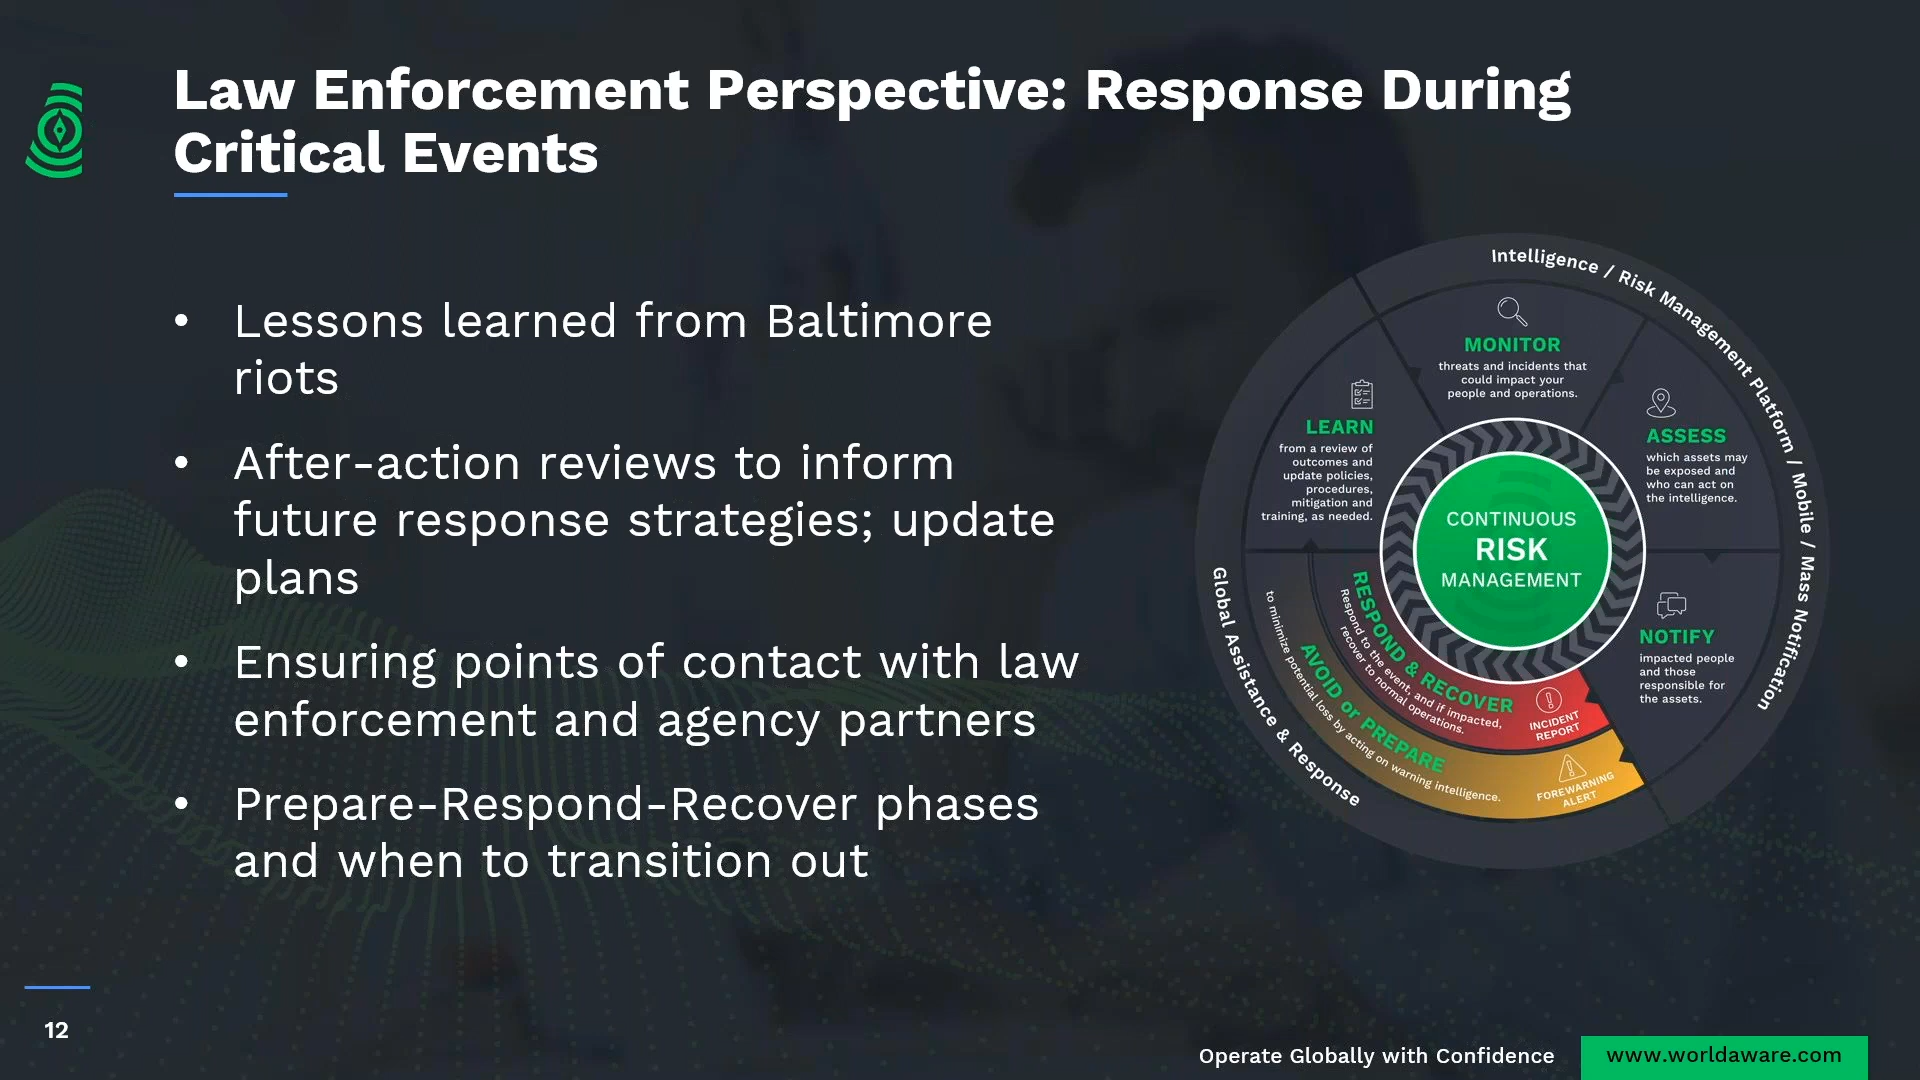 Law Enforcement Perspective: Response During
Critical Events
• Lessons learned from Baltimore
riots
• After-action reviews to inform
future response strategies; update
plans
• Ensuring points of contact with law
enforcement and agency partners
• Prepare-Respond-Recover phases
and when to transition out
Intelligence / Risk Management Platform / Mobile / Mass Notification
MONITOR
threats and incidents that
could impact your
people and operations.
ASSESS
which assets may
be exposed and
who can act on
the intelligence.
NOTIFY
impacted people
and those
responsible for
the assets.
LEARN
from a review of
outcomes and
update policies,
procedures,
mitigation and
training, as needed.
CONTINUOUS
RISK
MANAGEMENT
RESPOND & RECOVER
Respond to the event, and if impacted,
recover to normal operations.
INCIDENT
REPORT
AVOID or PREPARE
to minimize potential loss by acting on warning intelligence.
FOREWARNING
ALERT
Global Assistance & Response
12
Operate Globally with Confidence
www.worldaware.com